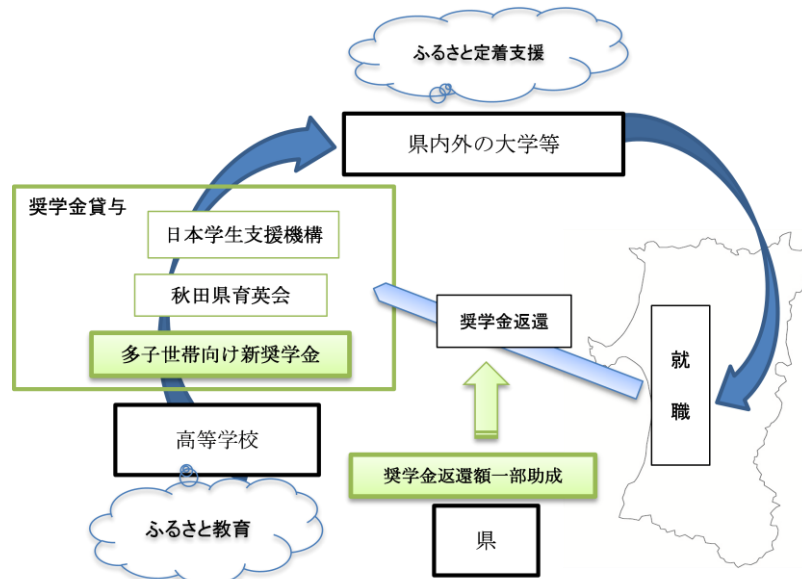 ふるさと定着支援
県内外の大学等
奨学金貸与
日本学生支援機構
秋田県育英会
多子世帯向け新奨学金
奨学金返還
就
職
高等学校
奨学金返還額一部助成
ふるさと教育
県